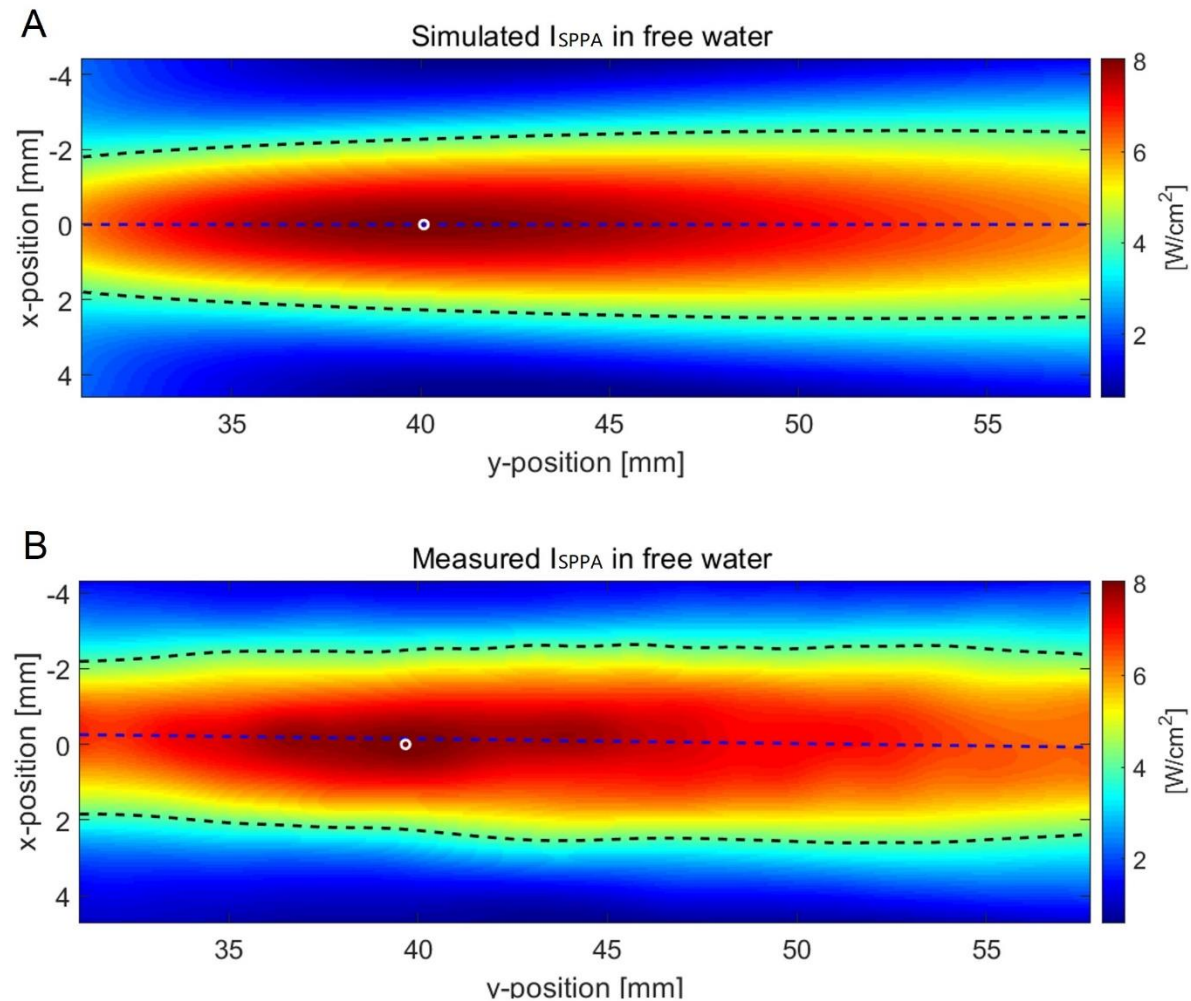 A
Simulated ISPPA in free water
-4
-2
0
2
4
x-position [mm]
35 40 45 50 55
y-position [mm]
8
6
4
2
[W/cm²]
B
Measured ISPPA in free water
-4
-2
0
2
4
x-position [mm]
35 40 45 50 55
y-position [mm]
8
6
4
2
[W/cm²]